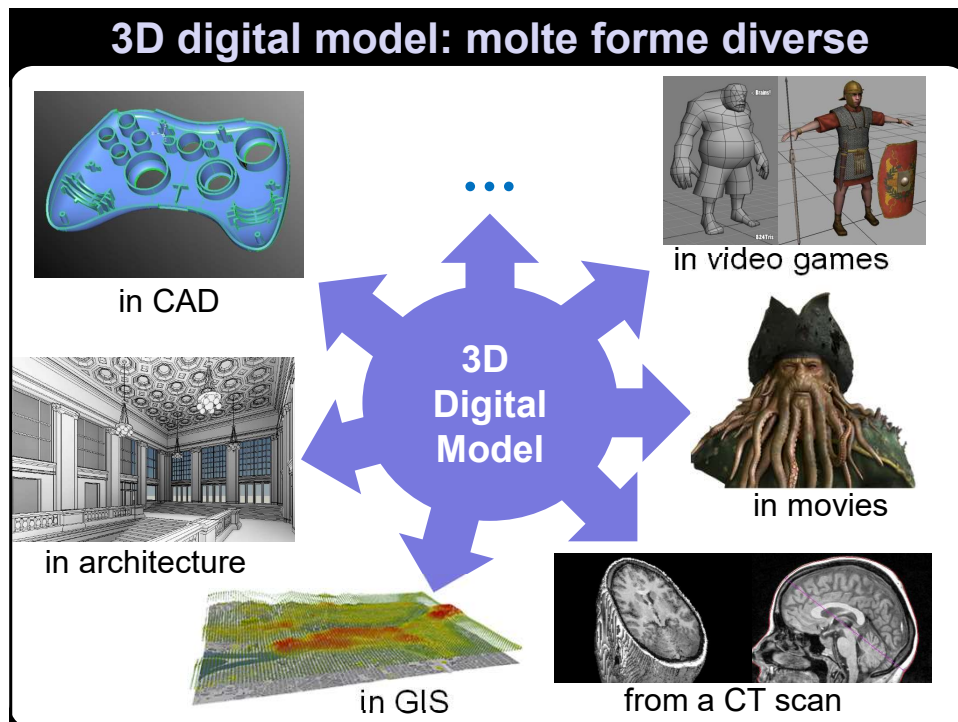 3D digital model: molte forme diverse
...
in CAD
in video games
3D
Digital
Model
in architecture
in movies
in GIS
from a CT scan